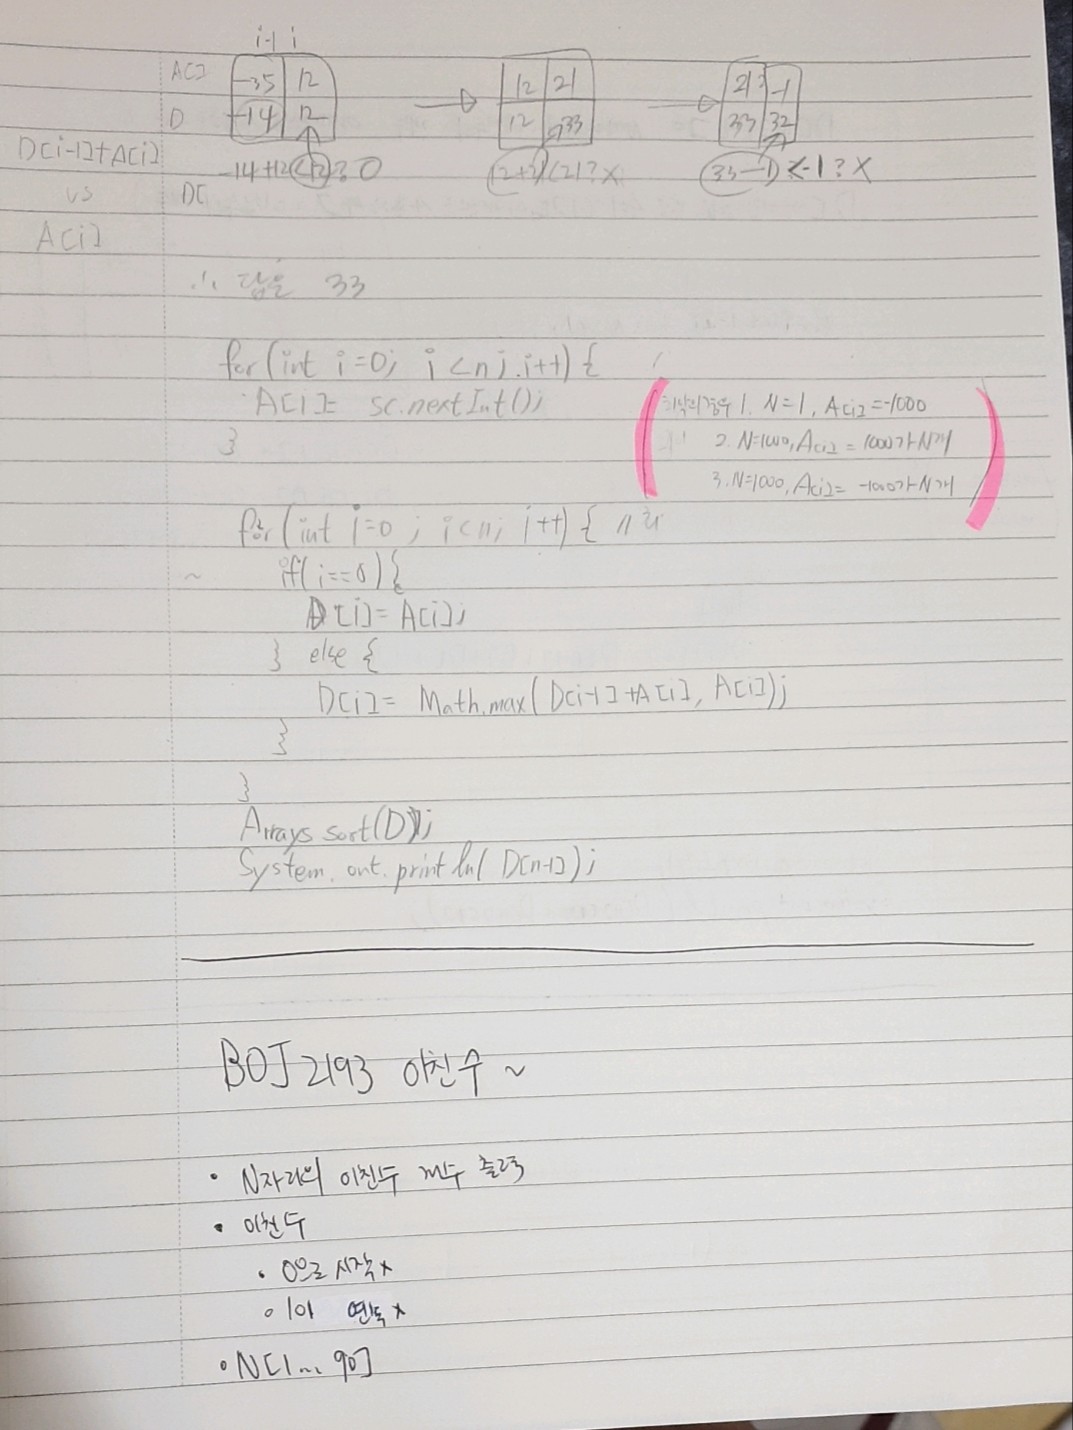 i-1 i
A[] -35 12 → 12 21 → 21 -1
D -14 12 12 33 33 32
D[i-1]+A[i] -14+12<12?O (12+21)<21?X (33-1)<-1?X
vs D[
A[i]
∴ 답은 33
for(int i=0; i<n; i++){
A[i]= sc.nextInt();
}
최악의경우 1. N=1, A[i]=-1000
2. N=1000, A[i]= 1000가 N개
3. N=1000, A[i]= -1000가 N개
for(int i=0; i<n; i++){ //
~ if(i==0){
D[i]=A[i];
} else {
D[i]= Math.max( D[i-1]+A[i], A[i]);
}
}
Arrays sort(D);
System.out.println( D[n-1]);
BOJ 2193 이친수 ~
• N자리의 이친수 개수 출력
• 이친수
• 0으로 시작 x
• 1이 연속 x
• N[1... 90]